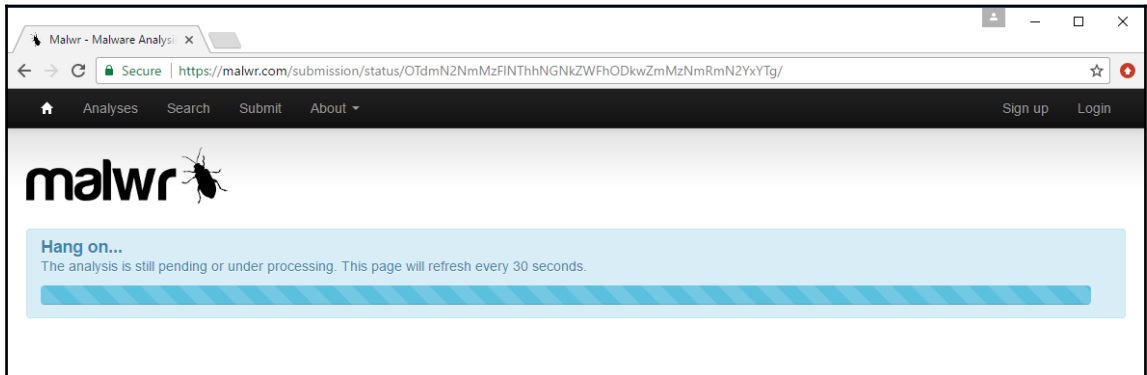 Malwr - Malware Analysi
Secure | https://malwr.com/submission/status/OTdmN2NmMzFlNThhNGNkZWFhODkwZmMzNmRmN2YxYTg/
Analyses Search Submit About Sign up Login
malwr
Hang on...
The analysis is still pending or under processing. This page will refresh every 30 seconds.